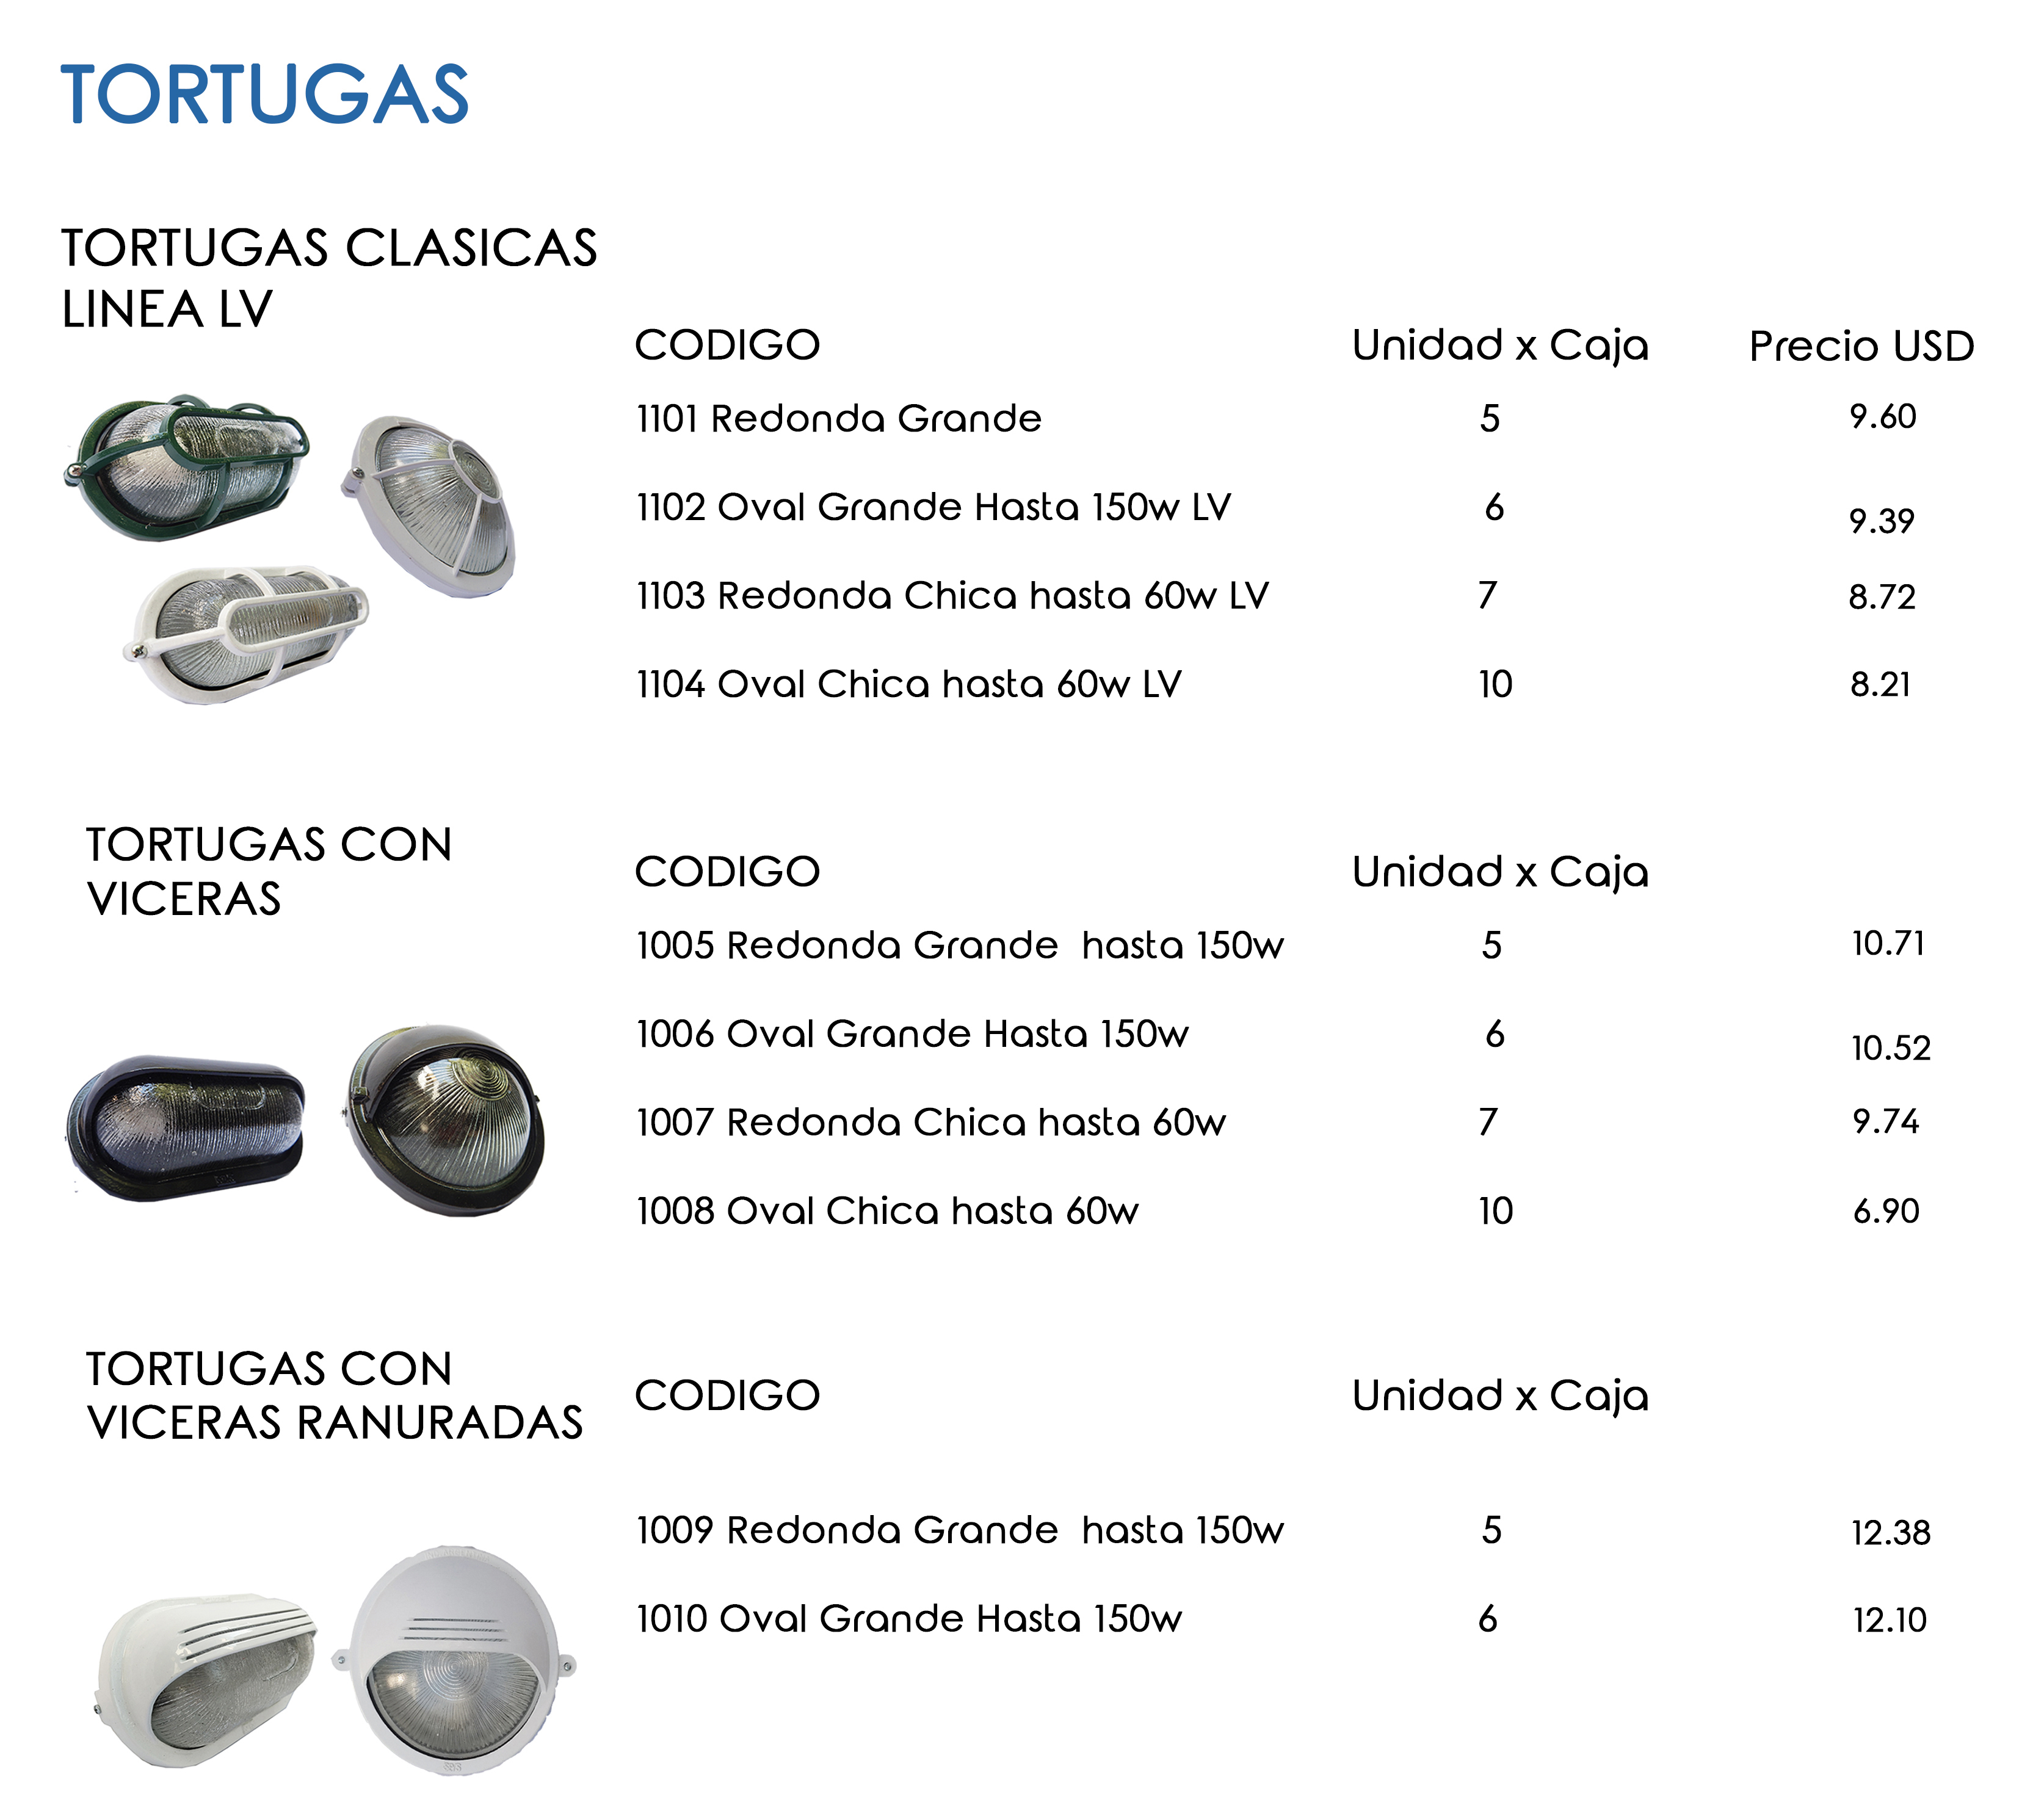 TORTUGAS
TORTUGAS CLASICAS
LINEA LV
CODIGO Unidad x Caja Precio USD
1101 Redonda Grande 5 9.60
1102 Oval Grande Hasta 150w LV 6 9.39
1103 Redonda Chica hasta 60w LV 7 8.72
1104 Oval Chica hasta 60w LV 10 8.21
TORTUGAS CON
VICERAS
CODIGO Unidad x Caja
1005 Redonda Grande hasta 150w 5 10.71
1006 Oval Grande Hasta 150w 6 10.52
1007 Redonda Chica hasta 60w 7 9.74
1008 Oval Chica hasta 60w 10 6.90
TORTUGAS CON
VICERAS RANURADAS
CODIGO Unidad x Caja
1009 Redonda Grande hasta 150w 5 12.38
1010 Oval Grande Hasta 150w 6 12.10